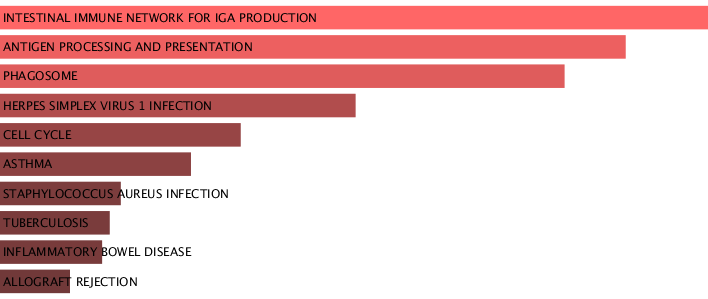 INTESTINAL IMMUNE NETWORK FOR IGA PRODUCTION
ANTIGEN PROCESSING AND PRESENTATION
PHAGOSOME
HERPES SIMPLEX VIRUS 1 INFECTION
CELL CYCLE
ASTHMA
STAPHYLOCOCCUS AUREUS INFECTION
TUBERCULOSIS
INFLAMMATORY BOWEL DISEASE
ALLOGRAFT REJECTION